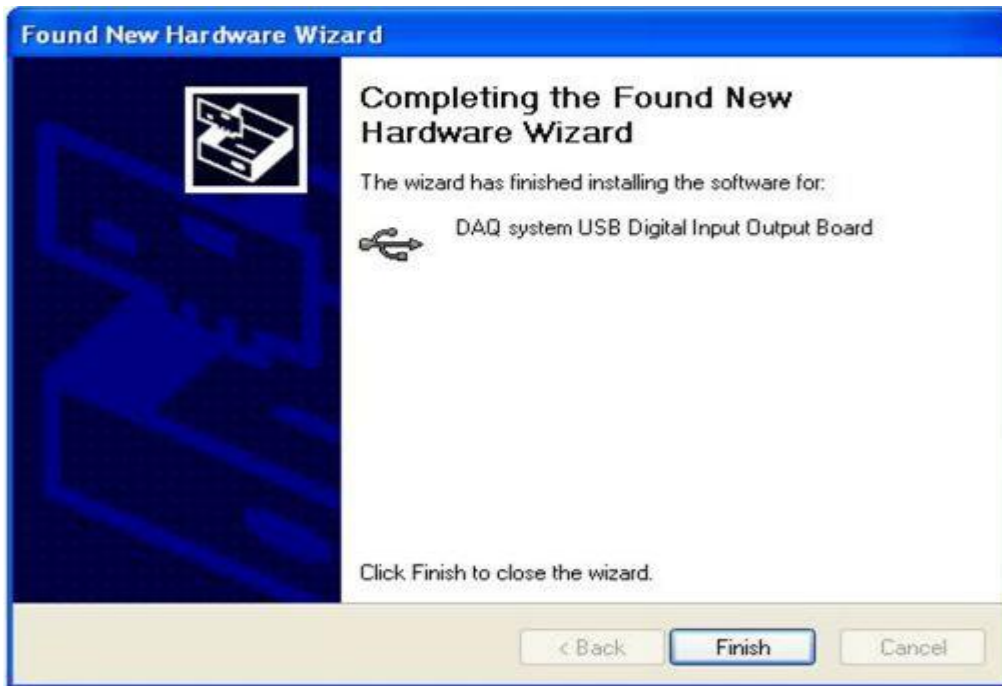 Found New Hardware Wizard
Completing the Found New
Hardware Wizard
The wizard has finished installing the software for:
DAQ system USB Digital Input Output Board
Click Finish to close the wizard.
< Back
Finish
Cancel